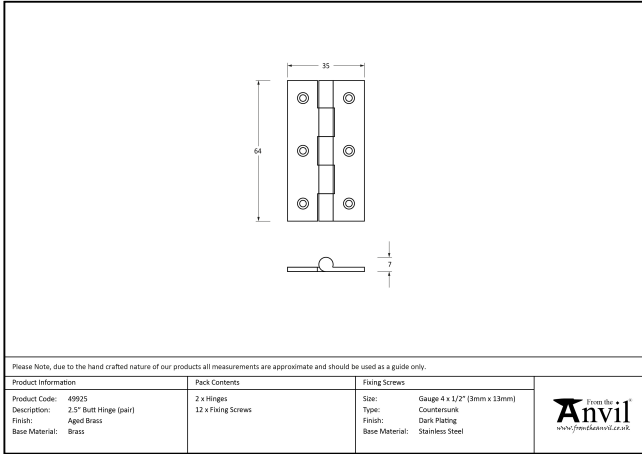 35
64
7
Please Note, due to the hand crafted nature of our products all measurements are approximate and should be used as a guide only.
Product Information
Product Code: 49925
Description: 2.5" Butt Hinge (pair)
Finish: Aged Brass
Base Material: Brass
Pack Contents
2 x Hinges
12 x Fixing Screws
Fixing Screws
Size: Gauge 4 x 1/2" (3mm x 13mm)
Type: Countersunk
Finish: Dark Plating
Base Material: Stainless Steel
From the
Anvil®
www.fromtheanvil.co.uk